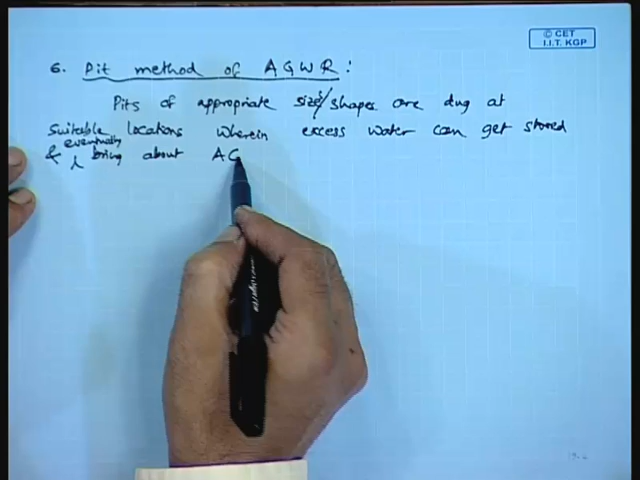 © CET
I.I.T. KGP
6. Pit method of AGWR :
Pits of appropriate sizes/shapes are dug at
suitable locations wherein excess water can get stored
& eventually bring about AG